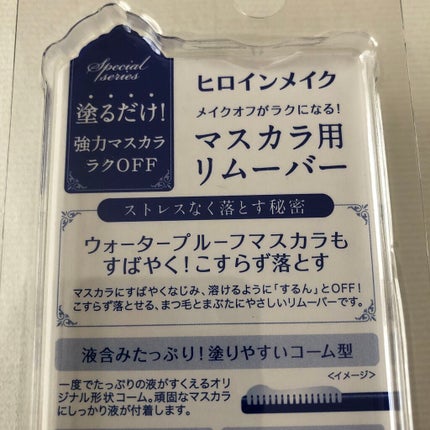 Special
series
塗るだけ!
強力マスカラ
ラクOFF
ヒロインメイク
メイクオフがラクになる!
マスカラ用
リムーバー
ストレスなく落とす秘密
ウォータープルーフマスカラも
すばやく!こすらず落とす
マスカラにすばやくなじみ、溶けるように「するん」とOFF!
こすらず落とせる、まつ毛とまぶたにやさしいリムーバーです。
液含みたっぷり!塗りやすいコーム型
一度でたっぷりの液がすくえるオリ
ジナル形状コーム。頑固なマスカラ
にしっかり液が付着します。
<イメージ>